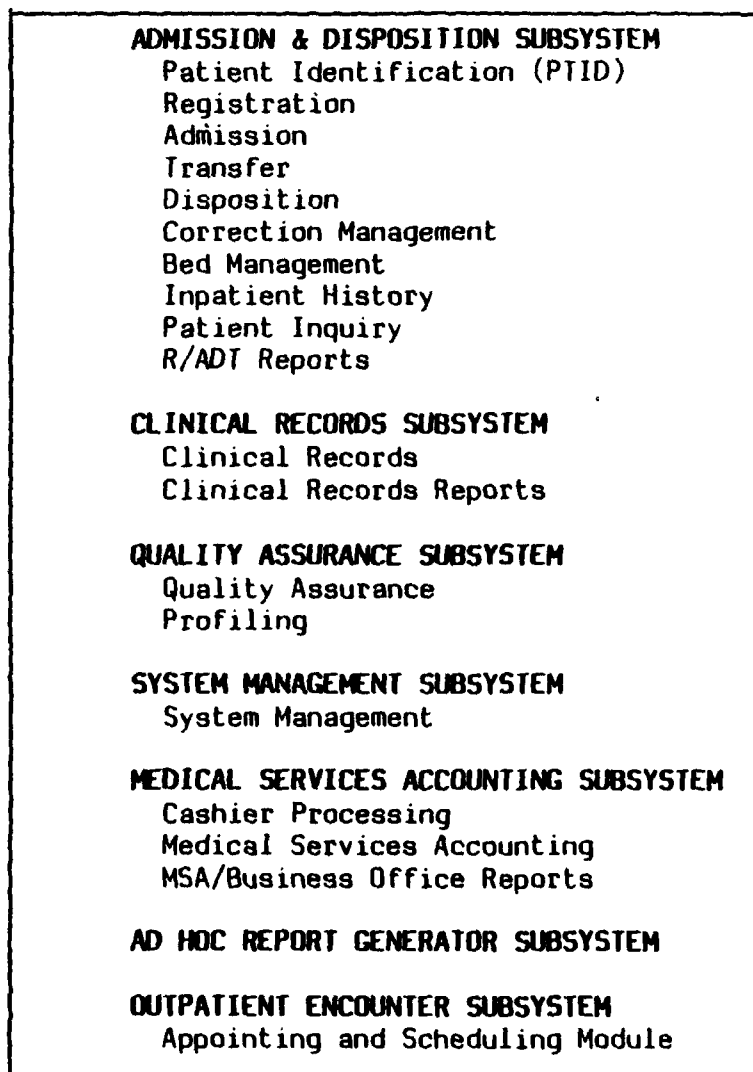 ADMISSION & DISPOSITION SUBSYSTEM
Patient Identification (PTID)
Registration
Admission
Transfer
Disposition
Correction Management
Bed Management
Inpatient History
Patient Inquiry
R/ADT Reports
CLINICAL RECORDS SUBSYSTEM
Clinical Records
Clinical Records Reports
QUALITY ASSURANCE SUBSYSTEM
Quality Assurance
Profiling
SYSTEM MANAGEMENT SUBSYSTEM
System Management
MEDICAL SERVICES ACCOUNTING SUBSYSTEM
Cashier Processing
Medical Services Accounting
MSA/Business Office Reports
AD HOC REPORT GENERATOR SUBSYSTEM
OUTPATIENT ENCOUNTER SUBSYSTEM
Appointing and Scheduling Module